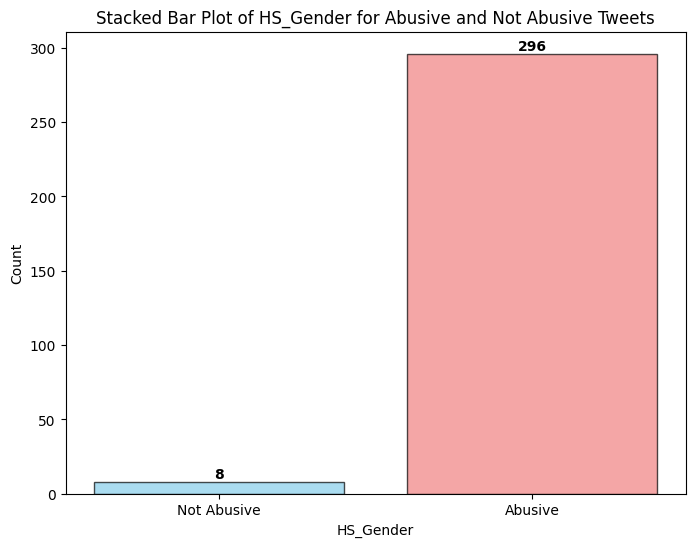 Stacked Bar Plot of HS_Gender for Abusive and Not Abusive Tweets
300
250
200
150
100
50
0
Count
296
8
Not Abusive
Abusive
HS_Gender